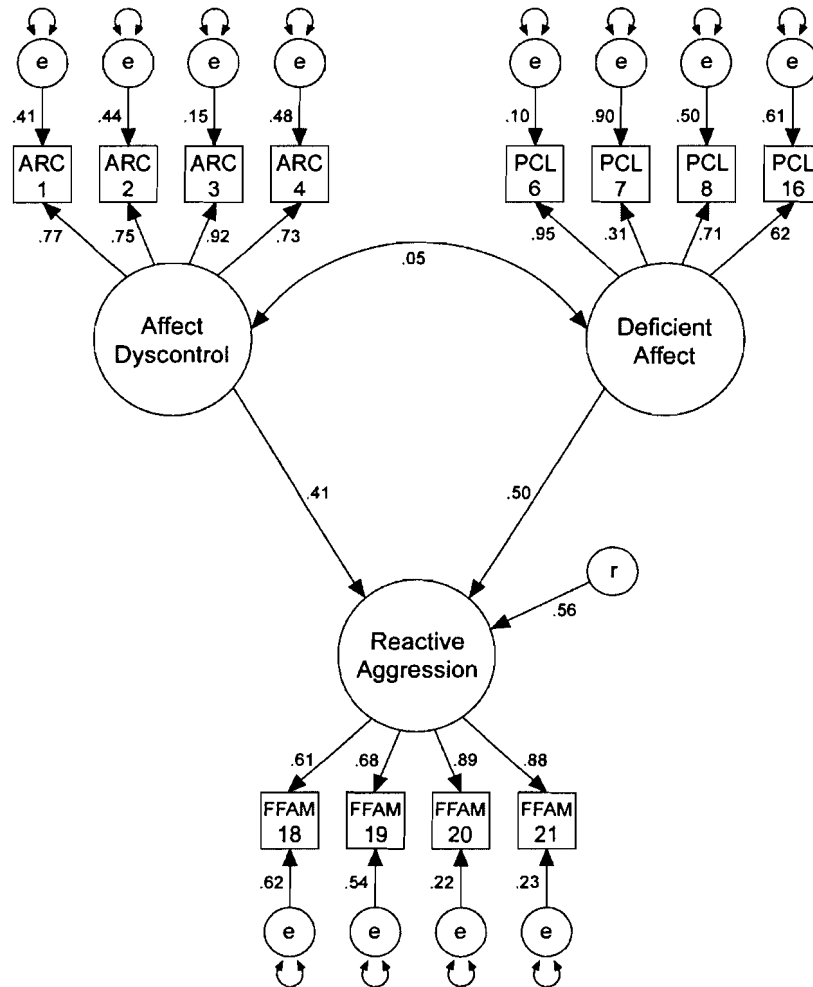 e e e e e e e e
.41 .44 .15 .48 .10 .90 .50 .61
ARC ARC ARC ARC PCL PCL PCL PCL
1 2 3 4 6 7 8 16
.77 .75 .92 .73 .95 .31 .71 62
.05
Affect
Dyscontrol
Deficient
Affect
.41 .50
r
.56
Reactive
Aggression
.61 .68 .89 .88
FFAM FFAM FFAM FFAM
18 19 20 21
.62 .54 .22 .23
e e e e